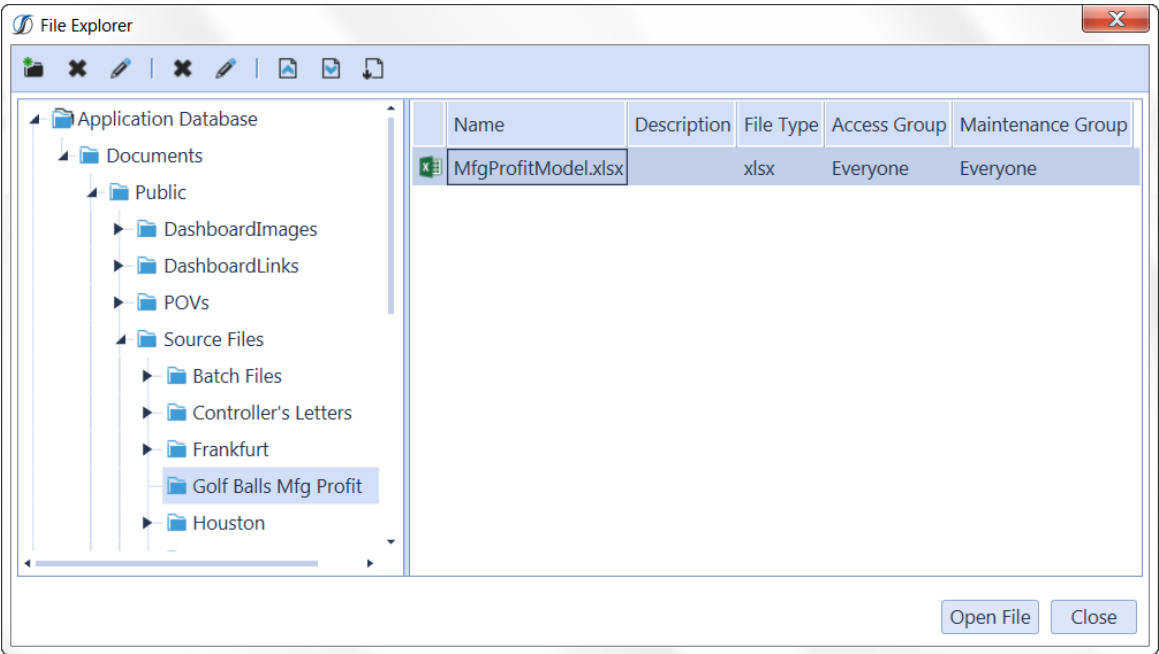 File Explorer
Application Database
Documents
Public
DashboardImages
DashboardLinks
POVs
Source Files
Batch Files
Controller's Letters
Frankfurt
Golf Balls Mfg Profit
Houston
Name Description File Type Access Group Maintenance Group
MfgProfitModel.xlsx xlsx Everyone Everyone
Open File Close